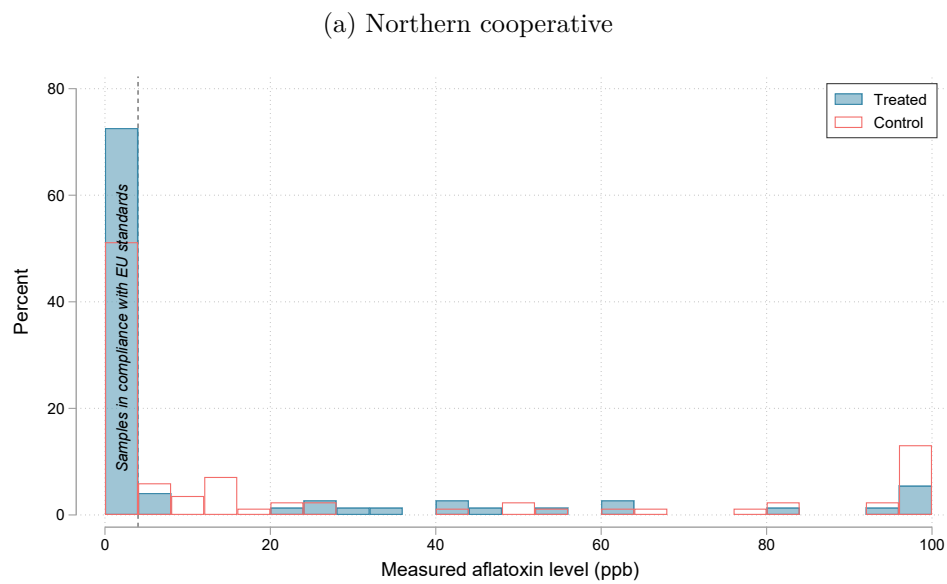 (a) Northern cooperative
80
60
40
20
0
Percent
Samples in compliance with EU standards
Treated
Control
0 20 40 60 80 100
Measured aflatoxin level (ppb)